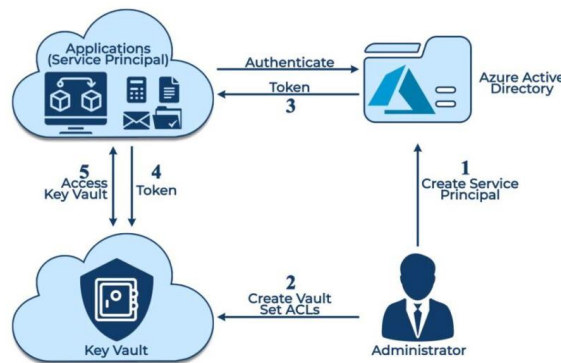 Applications
(Service Principal)
Authenticate
Token
3
Azure Active
Directory
5
Access
Key Vault
4
Token
1
Create Service
Principal
2
Create Vault
Set ACLs
Key Vault
Administrator